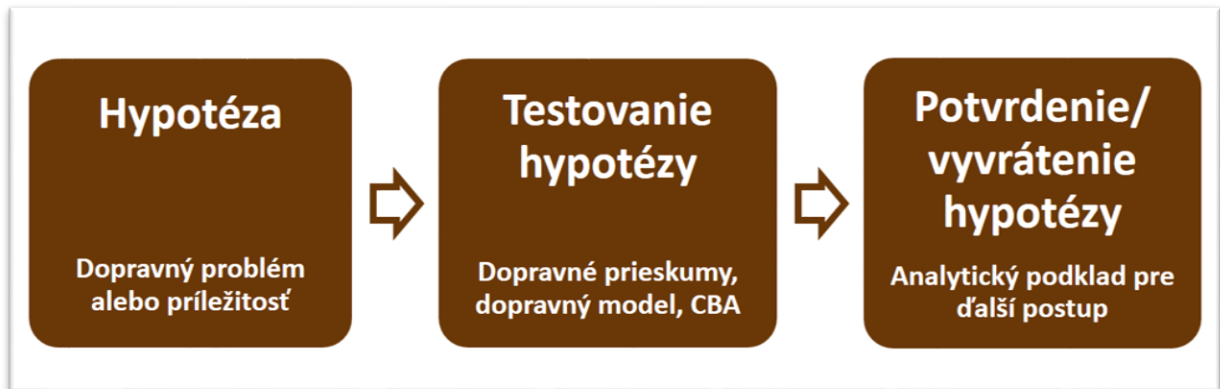 Hypotéza
Dopravný problém
alebo príležitosť
Testovanie
hypotézy
Dopravné prieskumy,
dopravný model, CBA
Potvrdenie/
vyvrátenie
hypotézy
Analytický podklad pre
ďalší postup